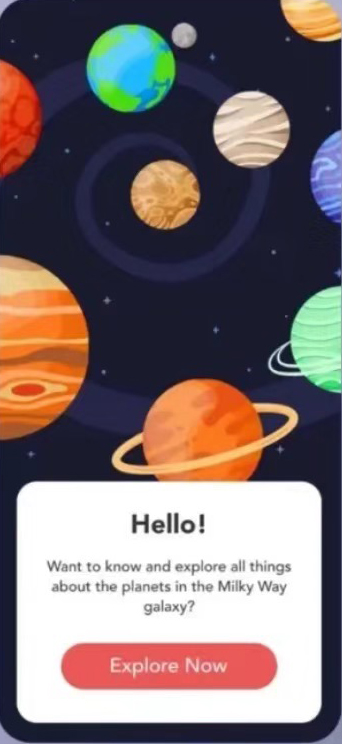 Hello!
Want to know and explore all things
about the planets in the Milky Way
galaxy?
Explore Now